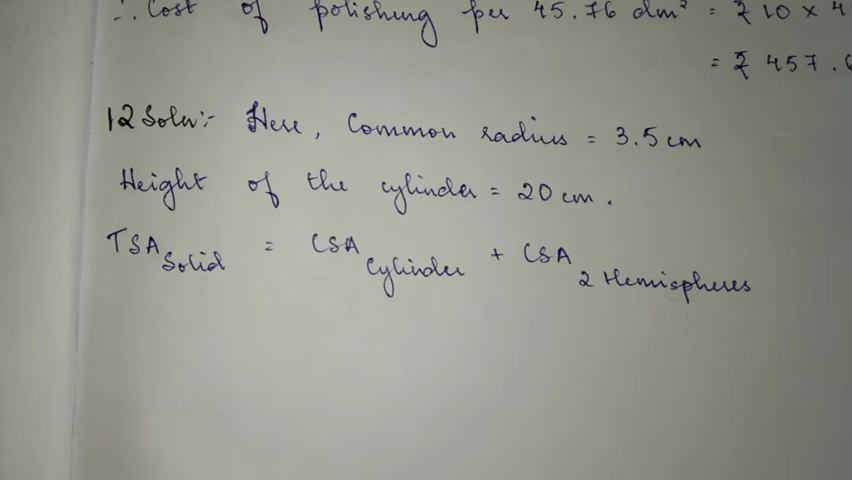 ∴ Cost of polishing per 45.76 dm² = ₹ 10 × 4
= ₹ 457.6
12 Soln:- Here, Common radius = 3.5 cm
Height of the cylinder = 20 cm.
TSA Solid = CSA Cylinder + CSA 2 Hemispheres